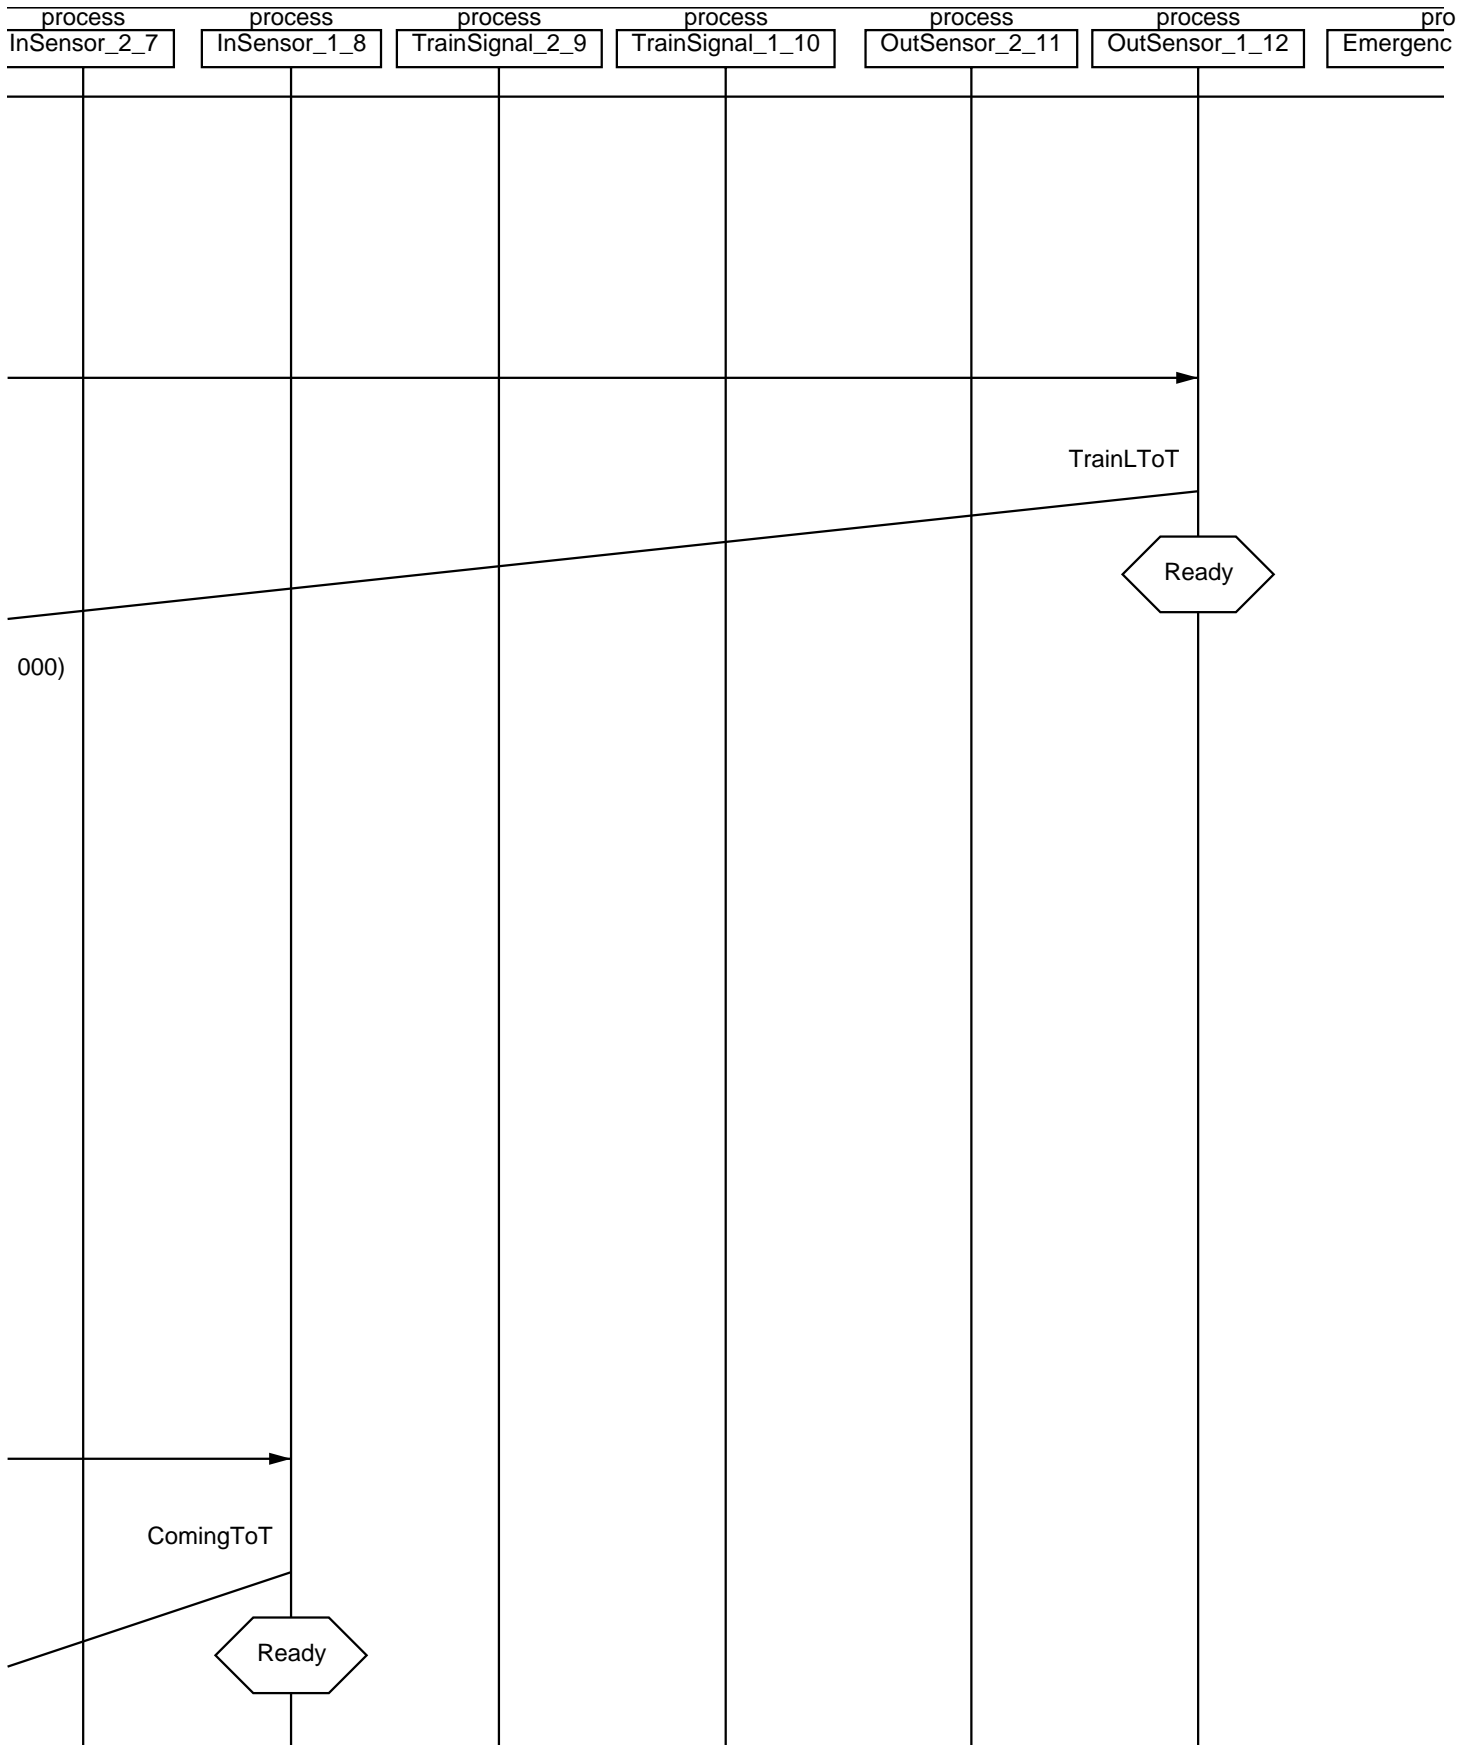 process process process process process process pro
InSensor_2_7 InSensor_1_8 TrainSignal_2_9 TrainSignal_1_10 OutSensor_2_11 OutSensor_1_12 Emergenc
TrainLToT
Ready
000)
ComingToT
Ready